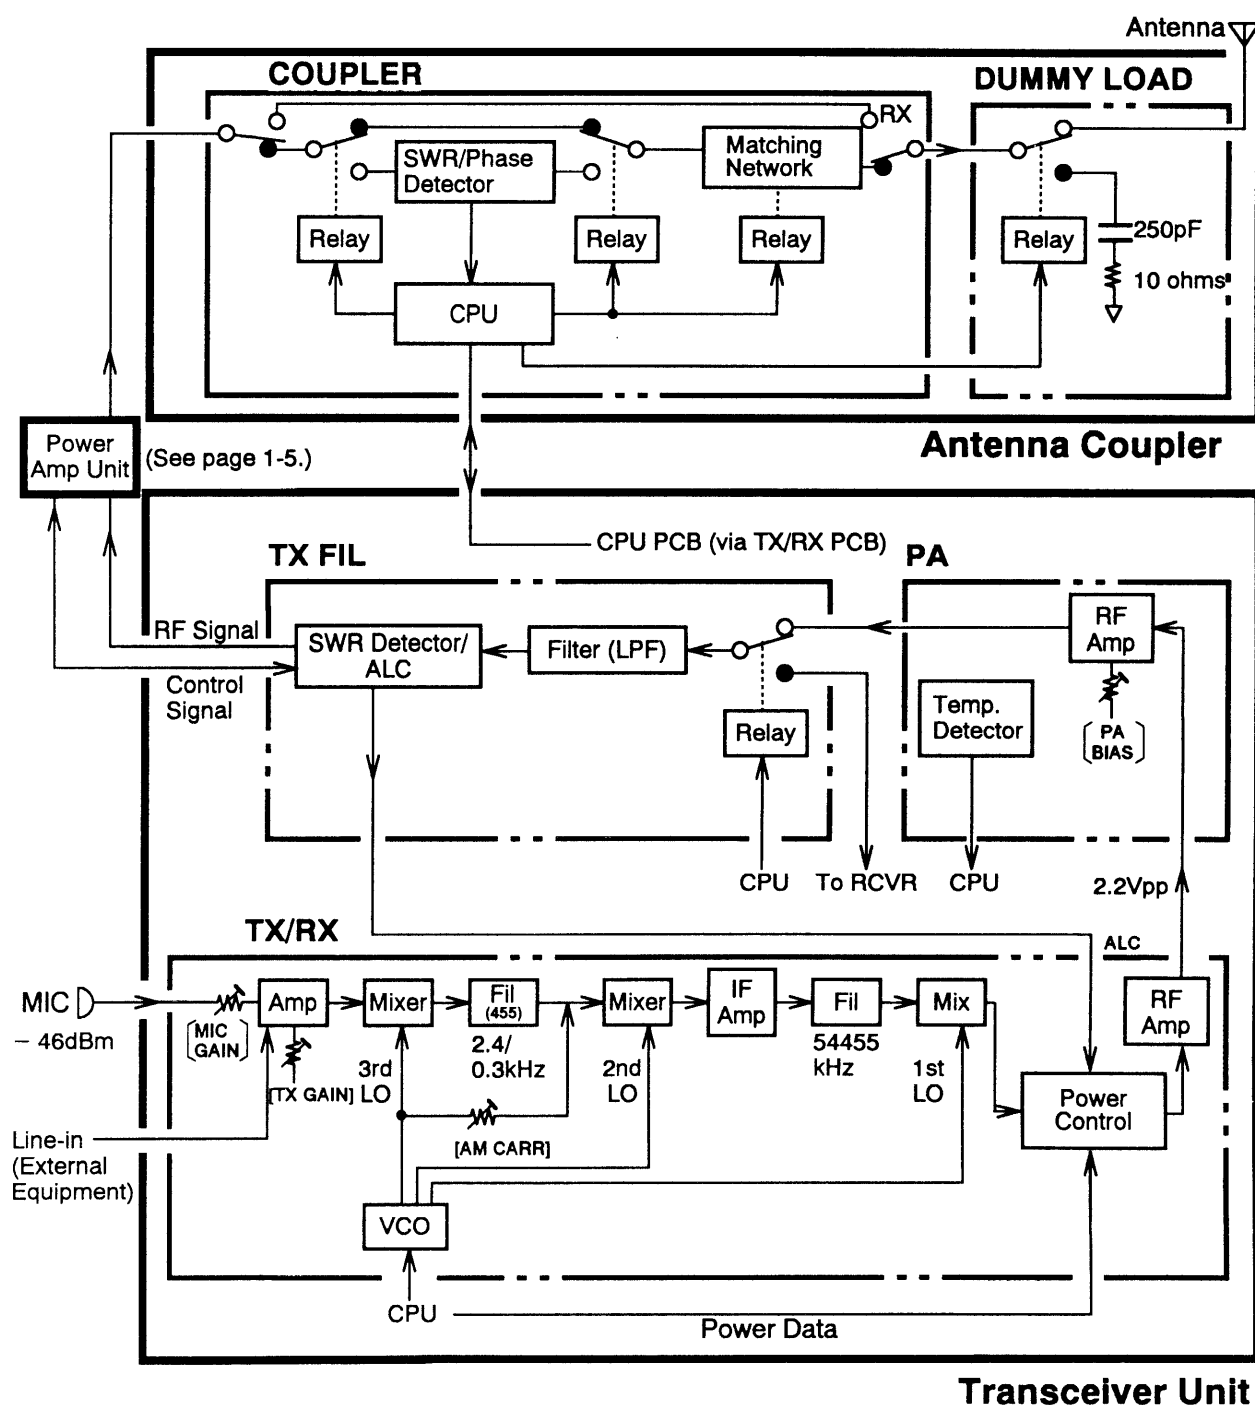 Antenna
COUPLER
DUMMY LOAD
RX
SWR/Phase
Detector
Matching
Network
Relay
Relay
Relay
Relay
250pF
10 ohms
CPU
Antenna Coupler
Power
Amp Unit
(See page 1-5.)
CPU PCB (via TX/RX PCB)
TX FIL
PA
RF Signal
SWR Detector/
ALC
Filter (LPF)
RF
Amp
Control
Signal
Relay
Temp.
Detector
[PA
BIAS]
CPU
To RCVR
CPU
2.2Vpp
TX/RX
ALC
MIC
– 46dBm
[MIC
GAIN]
Amp
Mixer
Fil
(455)
Mixer
IF
Amp
Fil
Mix
RF
Amp
2.4/
0.3kHz
54455
kHz
[TX GAIN]
3rd
LO
2nd
LO
1st
LO
Power
Control
[AM CARR]
Line-in
(External
Equipment)
VCO
CPU
Power Data
Transceiver Unit